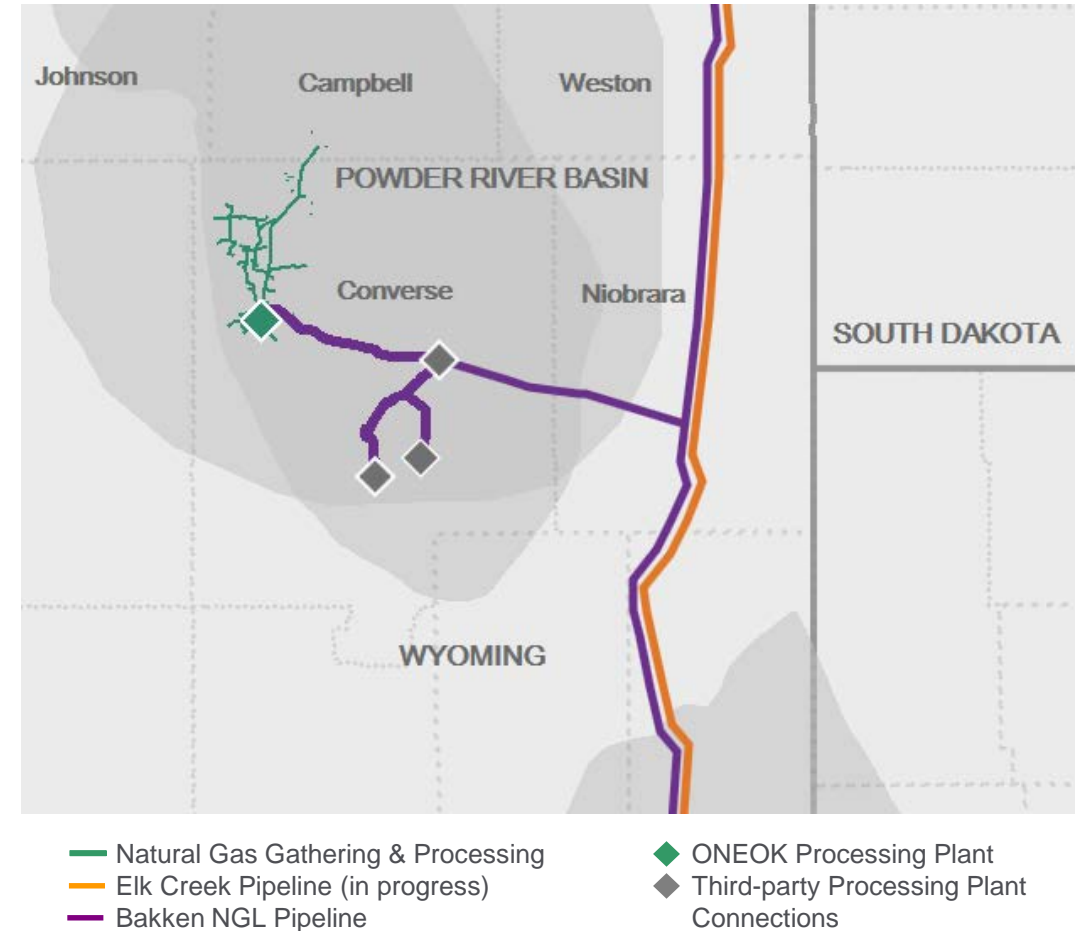 Johnson
Campbell
Weston
POWDER RIVER BASIN
Converse
Niobrara
SOUTH DAKOTA
WYOMING
Natural Gas Gathering & Processing
Elk Creek Pipeline (in progress)
Bakken NGL Pipeline
ONEOK Processing Plant
Third-party Processing Plant
Connections